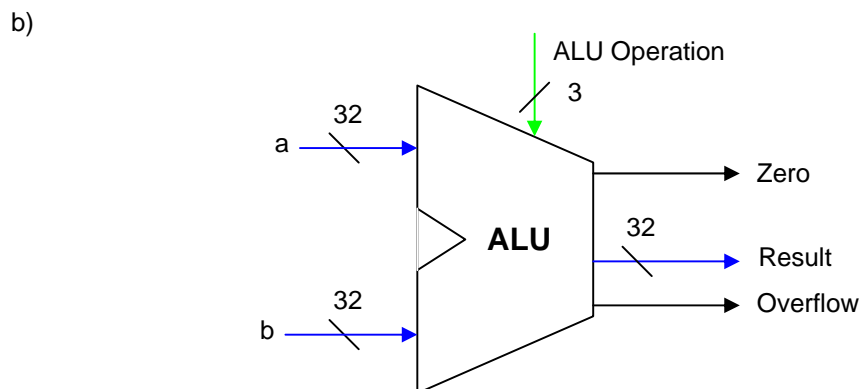 b)
ALU Operation
3
32
a
Zero
32
ALU
Result
32
Overflow
b